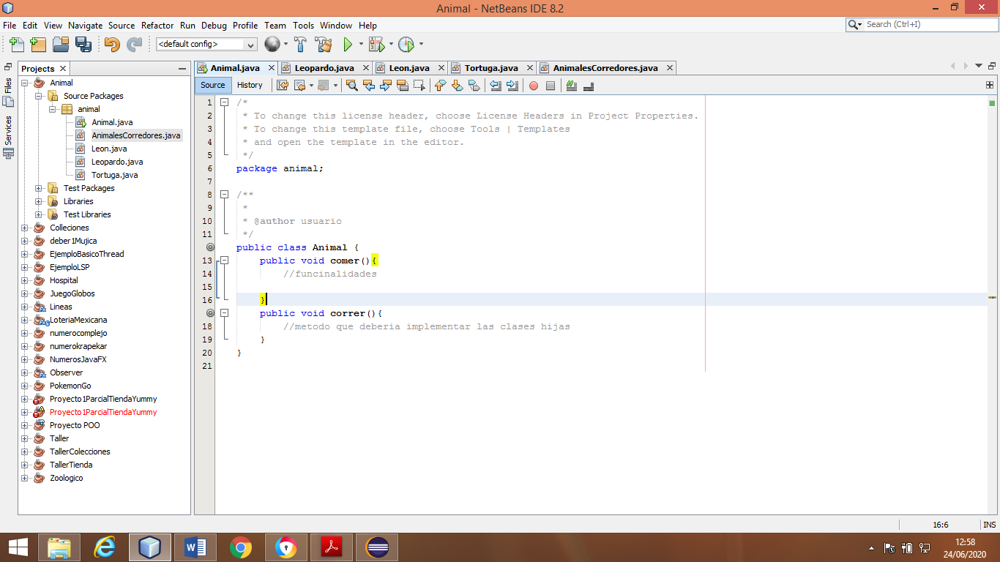 Animal - NetBeans IDE 8.2
File Edit View Navigate Source Refactor Run Debug Profile Team Tools Window Help
Search (Ctrl+I)
<default config>
Files
Services
Projects
Animal
Source Packages
animal
Animal.java
AnimalesCorredores.java
Leon.java
Leopardo.java
Tortuga.java
Test Packages
Libraries
Test Libraries
Colleciones
deber1Mujica
EjemploBasicoThread
EjemploLSP
Hospital
JuegoGlobos
Lineas
LoteriaMexicana
numerocomplejo
numerokrapekar
NumerosJavaFX
Observer
PokemonGo
Proyecto1ParcialTiendaYummy
Proyecto1ParcialTiendaYummy
Proyecto POO
Taller
TallerColecciones
TallerTienda
Zoologico
Animal.java Leopardo.java Leon.java Tortuga.java AnimalesCorredores.java
Source History
1 /*
2 * To change this license header, choose License Headers in Project Properties.
3 * To change this template file, choose Tools | Templates
4 * and open the template in the editor.
5 */
6 package animal;
7
8 /**
9 *
10 * @author usuario
11 */
public class Animal {
13 public void comer(){
14 //funcinalidades
15
16 }
public void correr(){
18 //metodo que deberia implementar las clases hijas
19 }
20 }
21
16:6 INS
12:58
24/06/2020